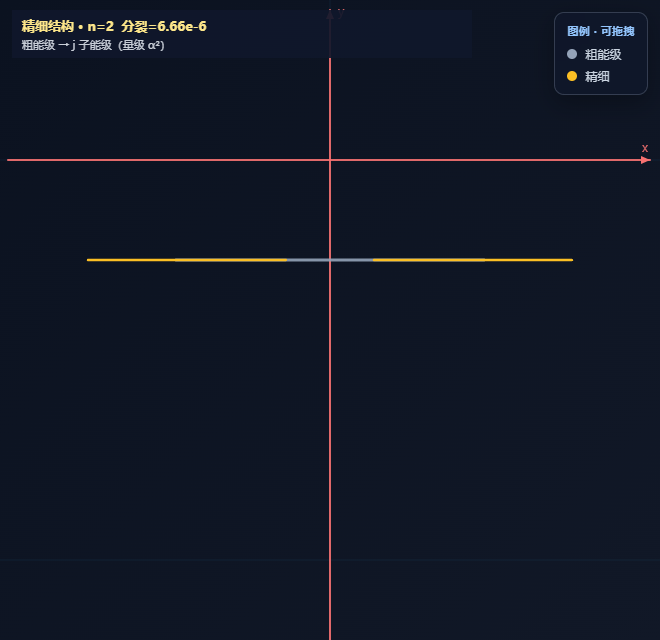 精细结构 • n=2 分裂=6.66e-6
粗能级 → j 子能级（量级 α²）
图例 · 可拖拽
粗能级
精细
x